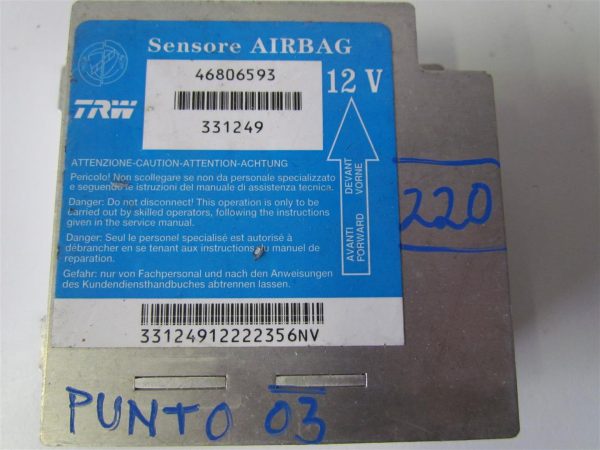 Sensore AIRBAG
46806593
12 V
TRW
331249
ATTENZIONE-CAUTION-ATTENTION-ACHTUNG
Pericolo! Non scollegare se non da personale specializzato
e seguendo le istruzioni del manuale di assistenza tecnica.
Danger: Do not disconnect! This operation is only to be
carried out by skilled operators, following the instructions
given in the service manual.
Danger: Seul le personel specialisé est autorisé à
débrancher en se tenant aux instructions du manuel de
reparation.
Gefahr: nur von Fachpersonal und nach den Anweisungen
des Kundendiensthandbuches abtrennen lassen.
AVANTI DEVANT
FORWARD VORNE
220
33124912222356NV
PUNTO 03